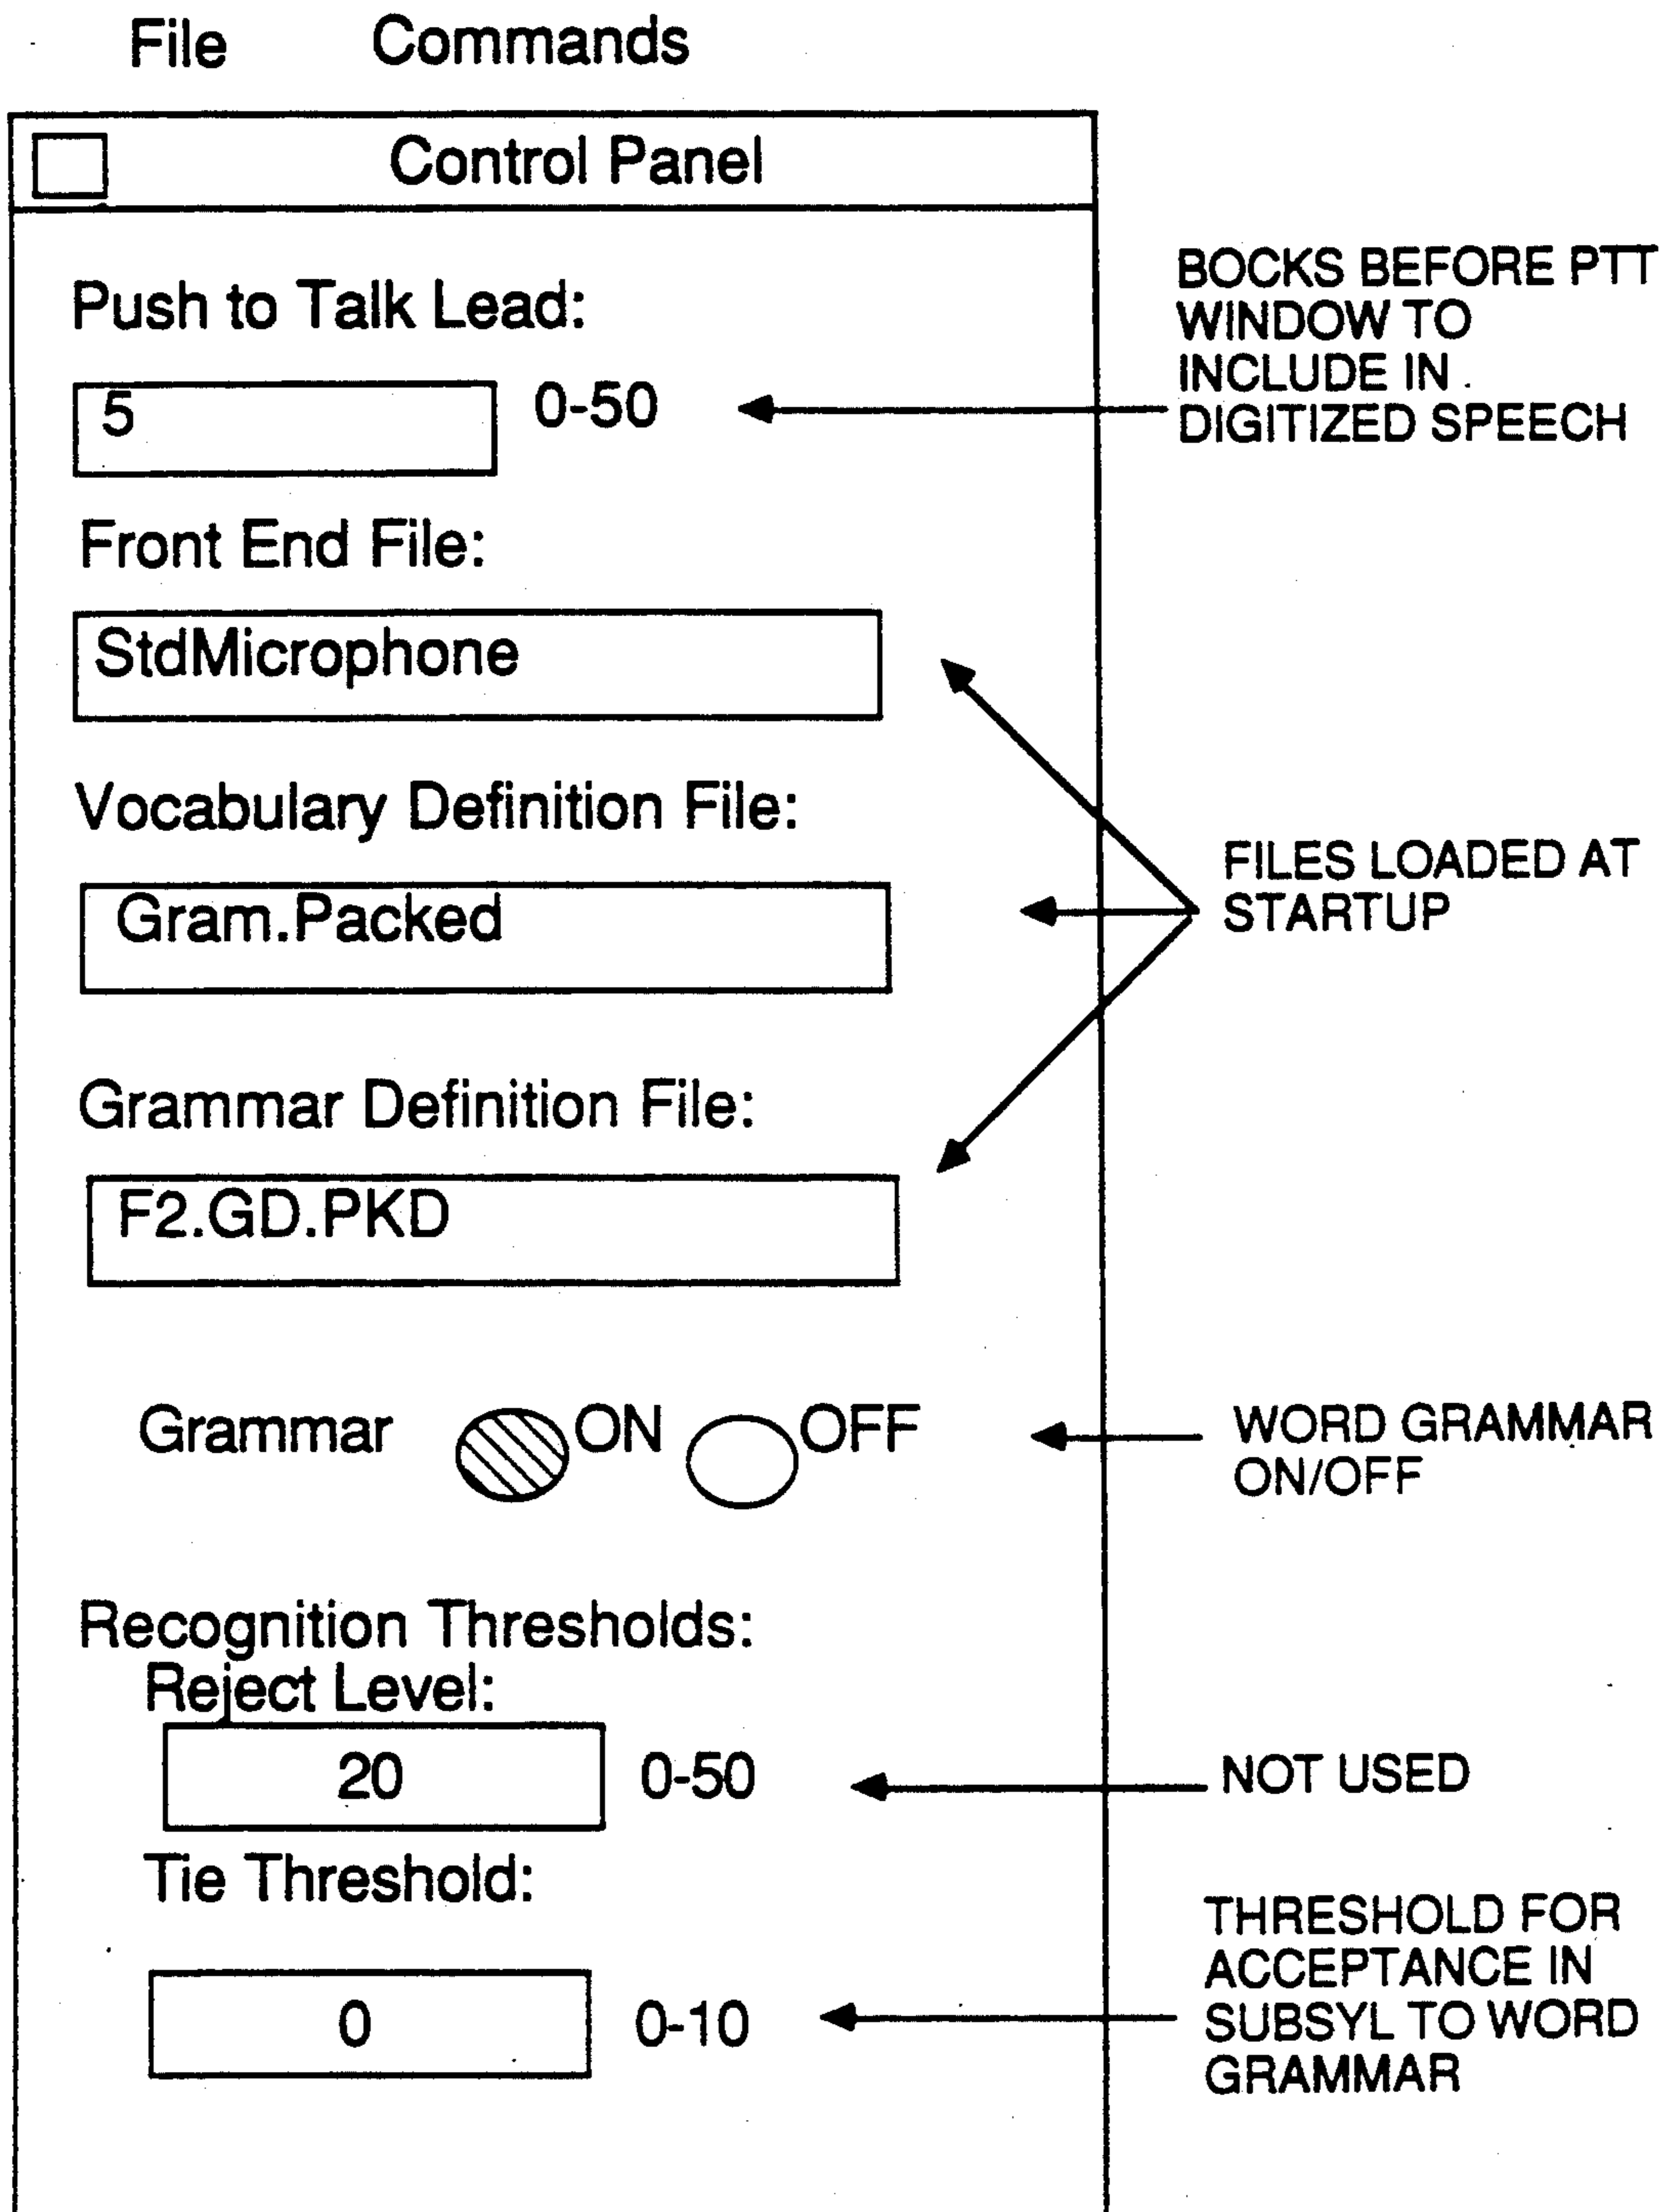 File Commands
Control Panel
Push to Talk Lead:
5 0-50
BOCKS BEFORE PTT
WINDOW TO
INCLUDE IN
DIGITIZED SPEECH
Front End File:
StdMicrophone
Vocabulary Definition File:
Gram.Packed
FILES LOADED AT
STARTUP
Grammar Definition File:
F2.GD.PKD
Grammar ON OFF
WORD GRAMMAR
ON/OFF
Recognition Thresholds:
Reject Level:
20 0-50
NOT USED
Tie Threshold:
0 0-10
THRESHOLD FOR
ACCEPTANCE IN
SUBSYL TO WORD
GRAMMAR